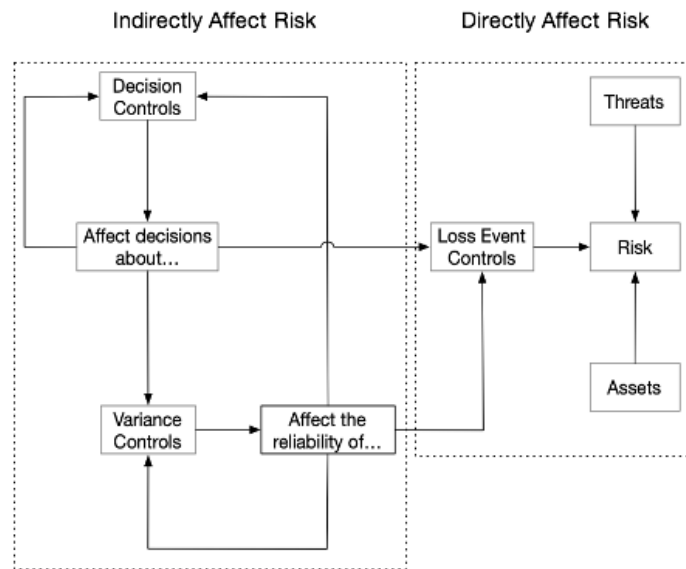 Indirectly Affect Risk
Directly Affect Risk
Decision
Controls
Threats
Affect decisions
about...
Loss Event
Controls
Risk
Variance
Controls
Affect the
reliability of...
Assets